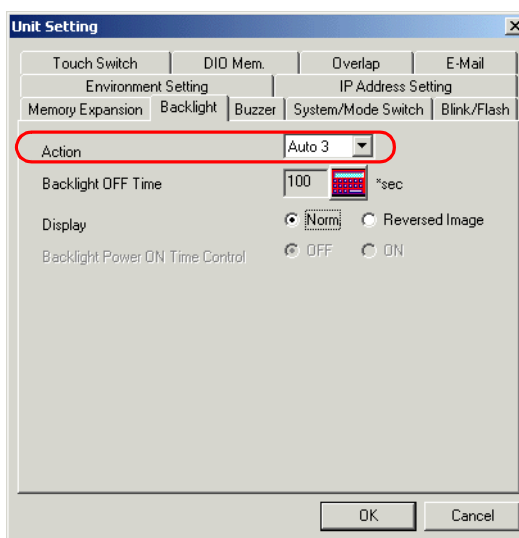 Unit Setting
Touch Switch DIO Mem. Overlap E-Mail
Environment Setting IP Address Setting
Memory Expansion Backlight Buzzer System/Mode Switch Blink/Flash
Action Auto 3
Backlight OFF Time 100 *sec
Display Norm. Reversed Image
Backlight Power ON Time Control OFF ON
OK Cancel